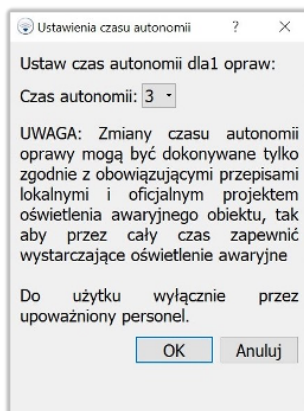 Ustawienia czasu autonomii ? ×
Ustaw czas autonomii dla1 opraw:
Czas autonomii: 3
UWAGA: Zmiany czasu autonomii
oprawy mogą być dokonywane tylko
zgodnie z obowiązującymi przepisami
lokalnymi i oficjalnym projektem
oświetlenia awaryjnego obiektu, tak
aby przez cały czas zapewnić
wystarczające oświetlenie awaryjne
Do użytku wyłącznie przez
upoważniony personel.
OK Anuluj